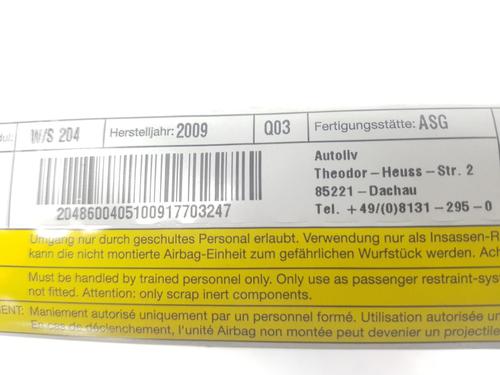 W/S 204 Herstelljahr: 2009 Q03 Fertigungsstätte: ASG
2048600405100917703247
Autoliv
Theodor-Heuss-Str. 2
85221-Dachau
Tel. +49/(0)8131-295-0
Umgang nur durch geschultes Personal erlaubt. Verwendung nur als Insassen-R
kann die nicht montierte Airbag-Einheit zum gefährlichen Wurfstück werden. Ach
Must be handled by trained personnel only. Only use as passenger restraint-syst
not fitted. Attention: only scrap inert components.
Maniement autorisé uniquement par un personnel formé. Utilisation autorisée u
En cas de déclenchement, l'unité Airbag non montée peut devenir un projectile